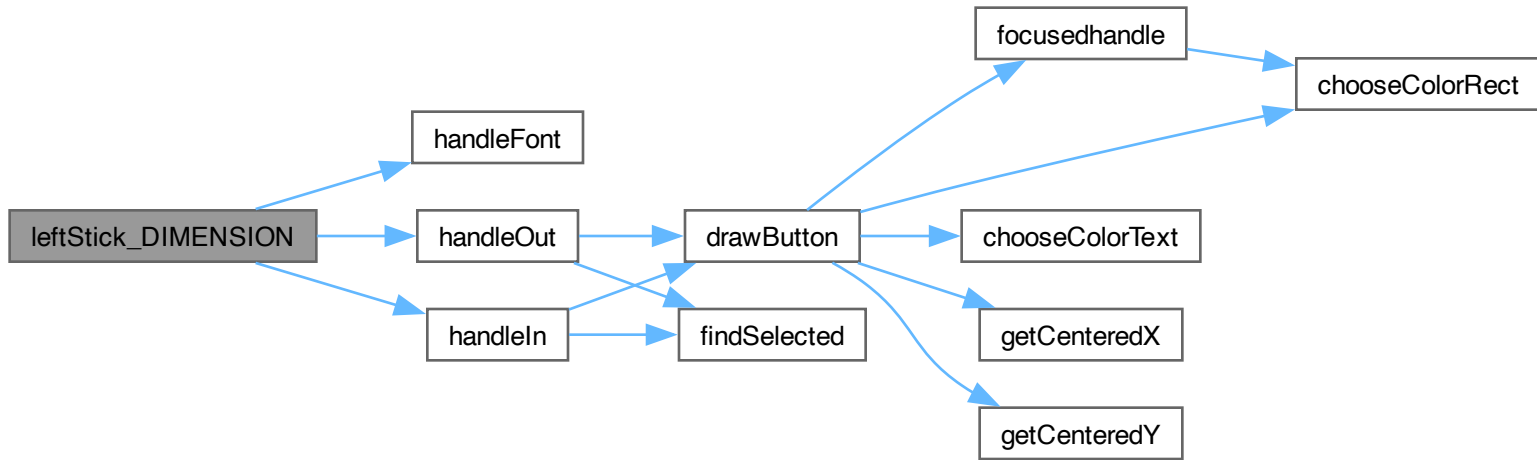 focusedhandle
chooseColorRect
handleFont
leftStick_DIMENSION
handleOut
drawButton
chooseColorText
handleIn
findSelected
getCenteredX
getCenteredY